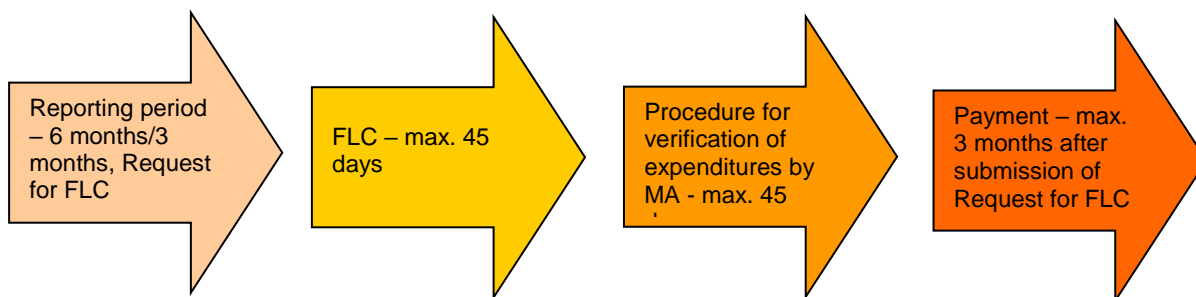 Reporting period
– 6 months/3
months, Request
for FLC
FLC – max. 45
days
Procedure for
verification of
expenditures by
MA - max. 45
Payment – max.
3 months after
submission of
Request for FLC